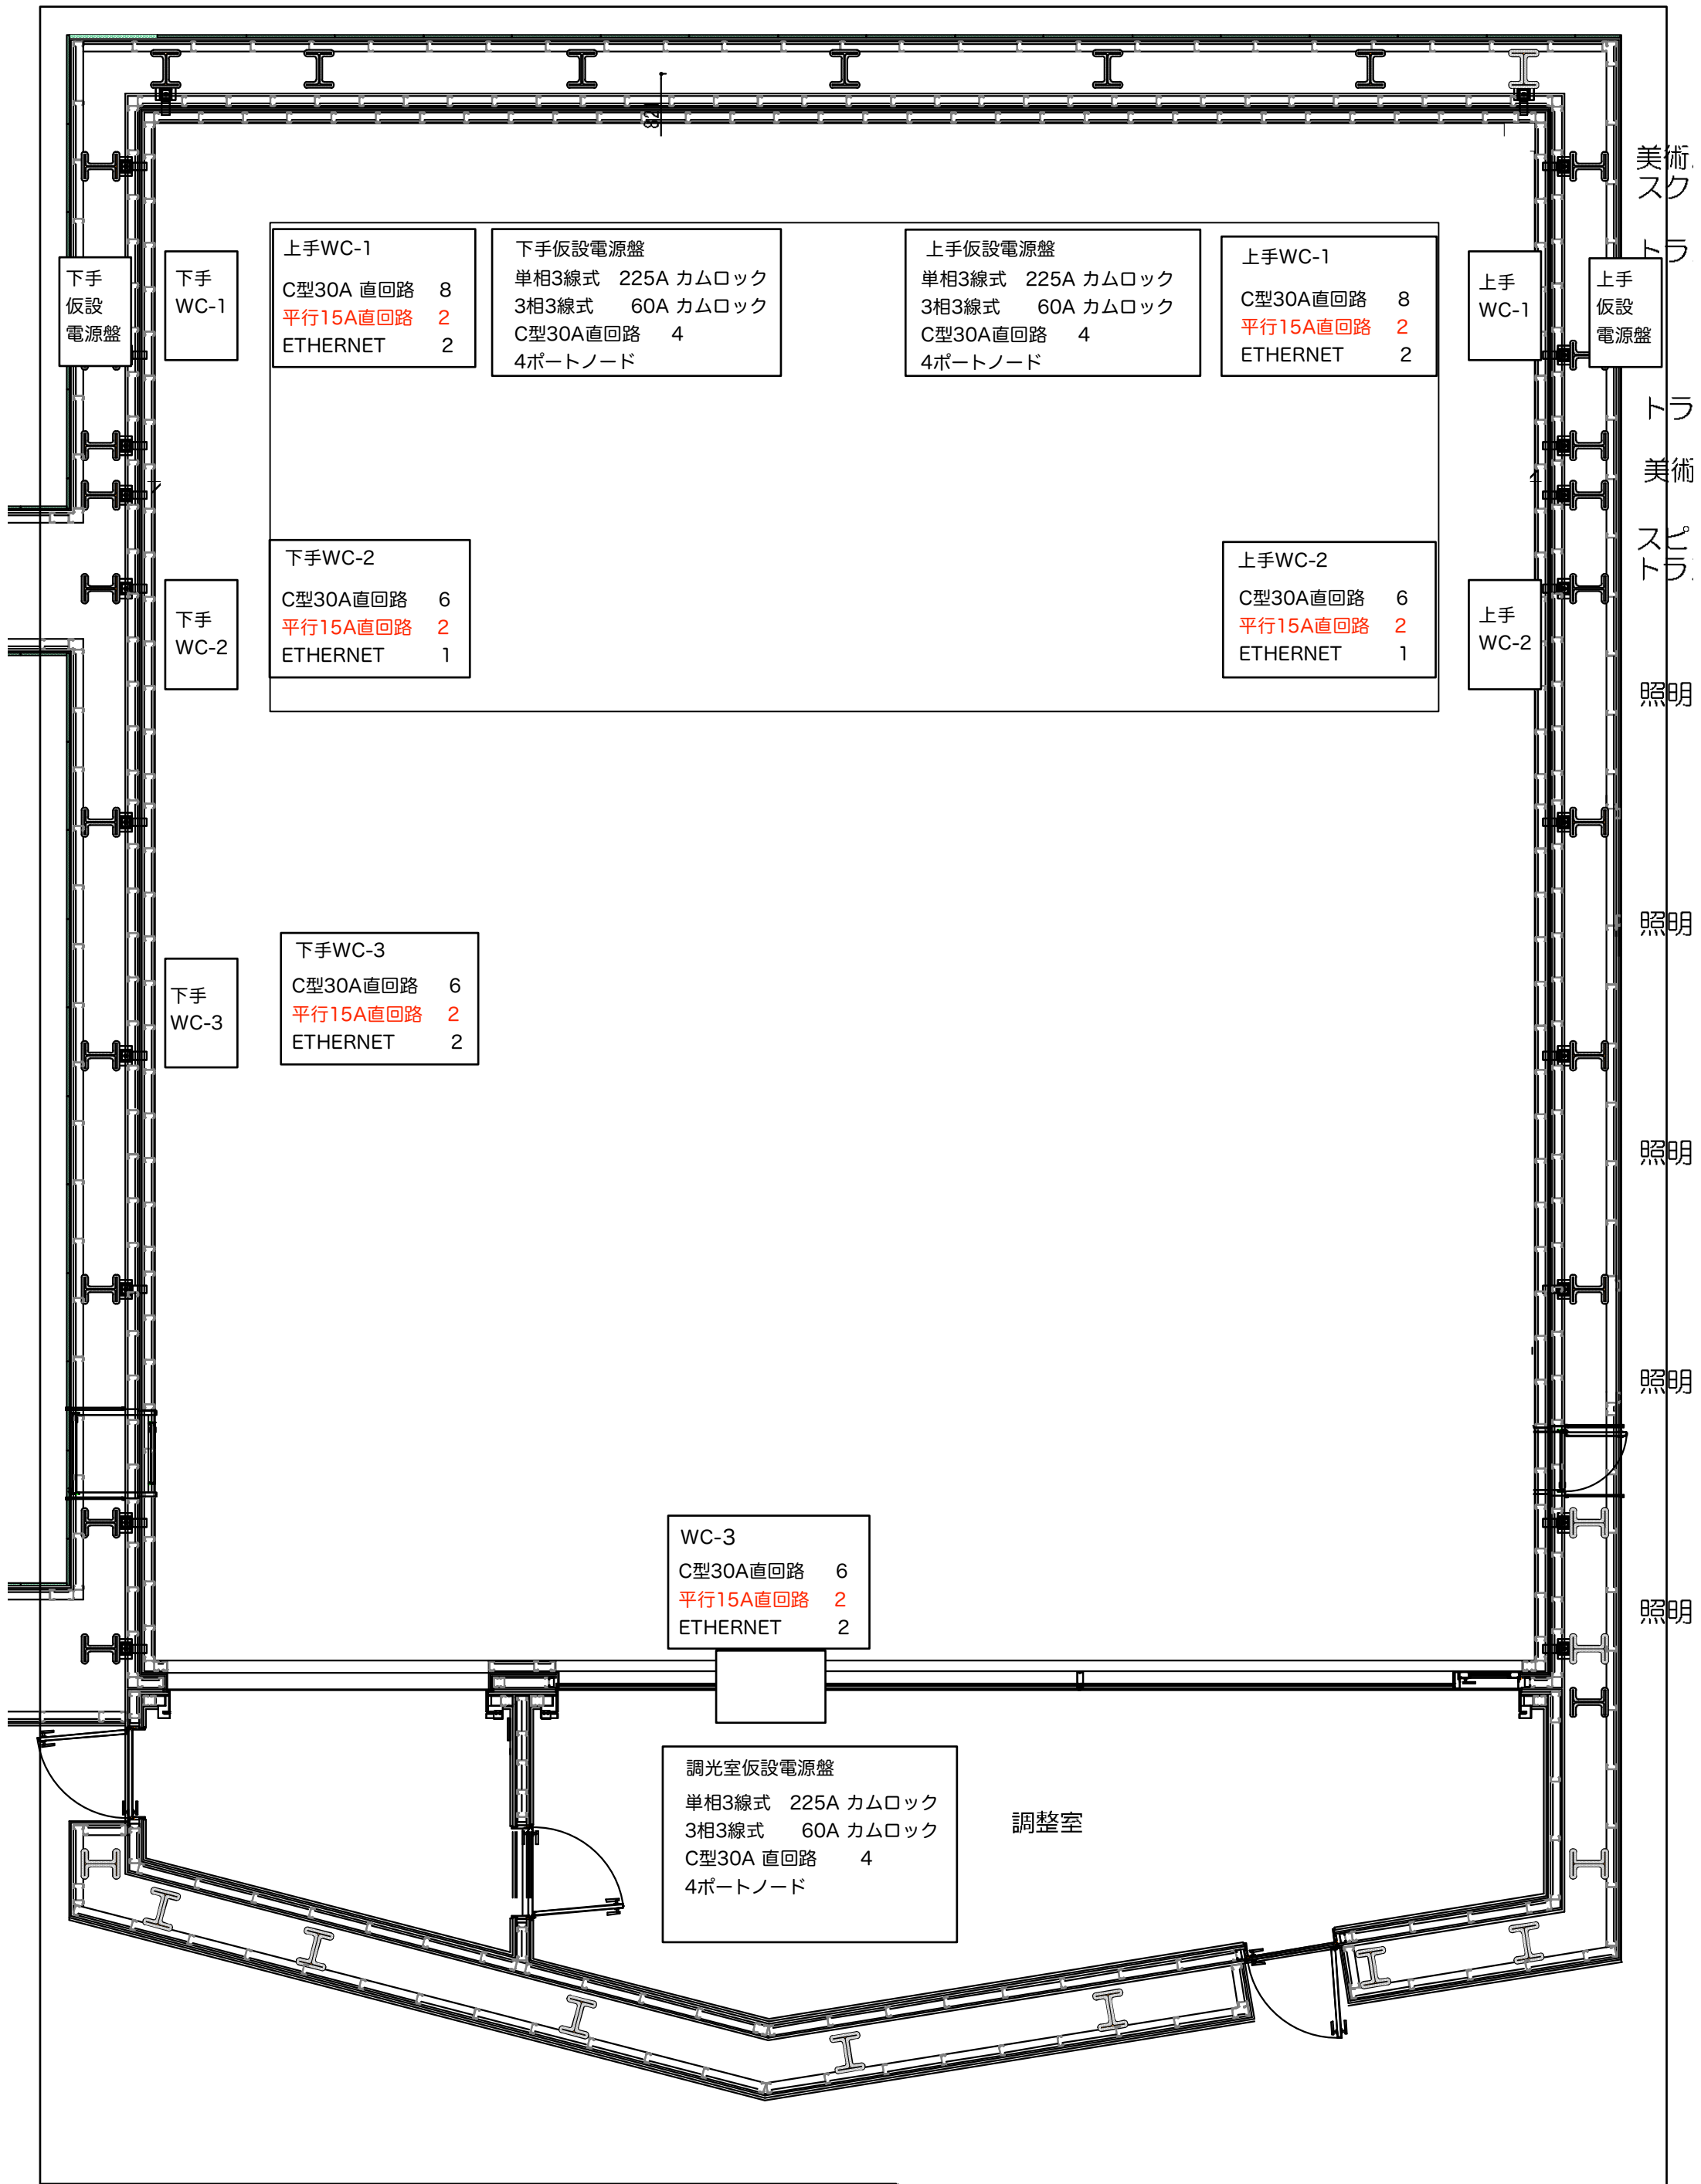 821
美術
スク
トラ
下手
仮設
電源盤
下手
WC-1
上手WC-1
C型30A 直回路 8
平行15A直回路 2
ETHERNET 2
下手仮設電源盤
単相3線式 225A カムロック
3相3線式 60A カムロック
C型30A直回路 4
4ポートノード
上手仮設電源盤
単相3線式 225A カムロック
3相3線式 60A カムロック
C型30A直回路 4
4ポートノード
上手WC-1
C型30A直回路 8
平行15A直回路 2
ETHERNET 2
上手
WC-1
上手
仮設
電源盤
トラ
美術
スピ
トラ
下手
WC-2
下手WC-2
C型30A直回路 6
平行15A直回路 2
ETHERNET 1
上手WC-2
C型30A直回路 6
平行15A直回路 2
ETHERNET 1
上手
WC-2
照明
照明
下手
WC-3
下手WC-3
C型30A直回路 6
平行15A直回路 2
ETHERNET 2
照明
照明
WC-3
C型30A直回路 6
平行15A直回路 2
ETHERNET 2
照明
調光室仮設電源盤
単相3線式 225A カムロック
3相3線式 60A カムロック
C型30A 直回路 4
4ポートノード
調整室